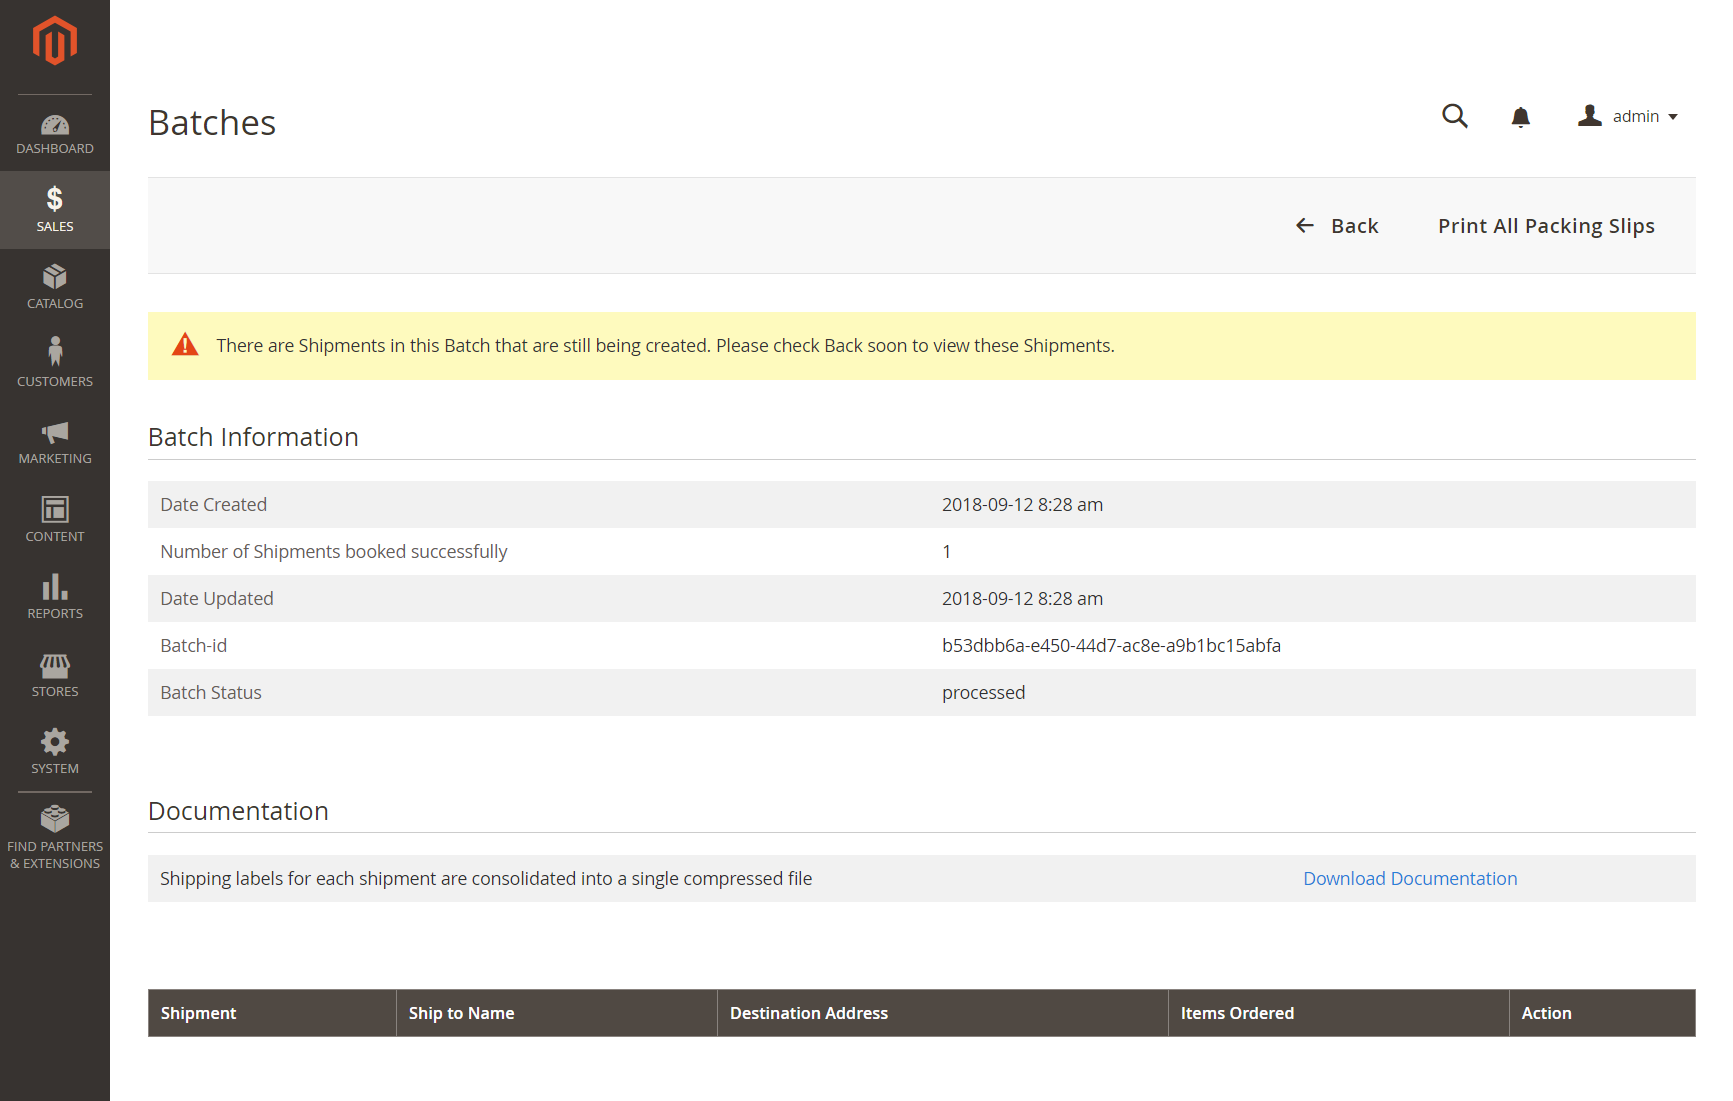 DASHBOARD
SALES
CATALOG
CUSTOMERS
MARKETING
CONTENT
REPORTS
STORES
SYSTEM
FIND PARTNERS
& EXTENSIONS
Batches
admin
Back
Print All Packing Slips
There are Shipments in this Batch that are still being created. Please check Back soon to view these Shipments.
Batch Information
Date Created 2018-09-12 8:28 am
Number of Shipments booked successfully 1
Date Updated 2018-09-12 8:28 am
Batch-id b53dbb6a-e450-44d7-ac8e-a9b1bc15abfa
Batch Status processed
Documentation
Shipping labels for each shipment are consolidated into a single compressed file Download Documentation
Shipment Ship to Name Destination Address Items Ordered Action